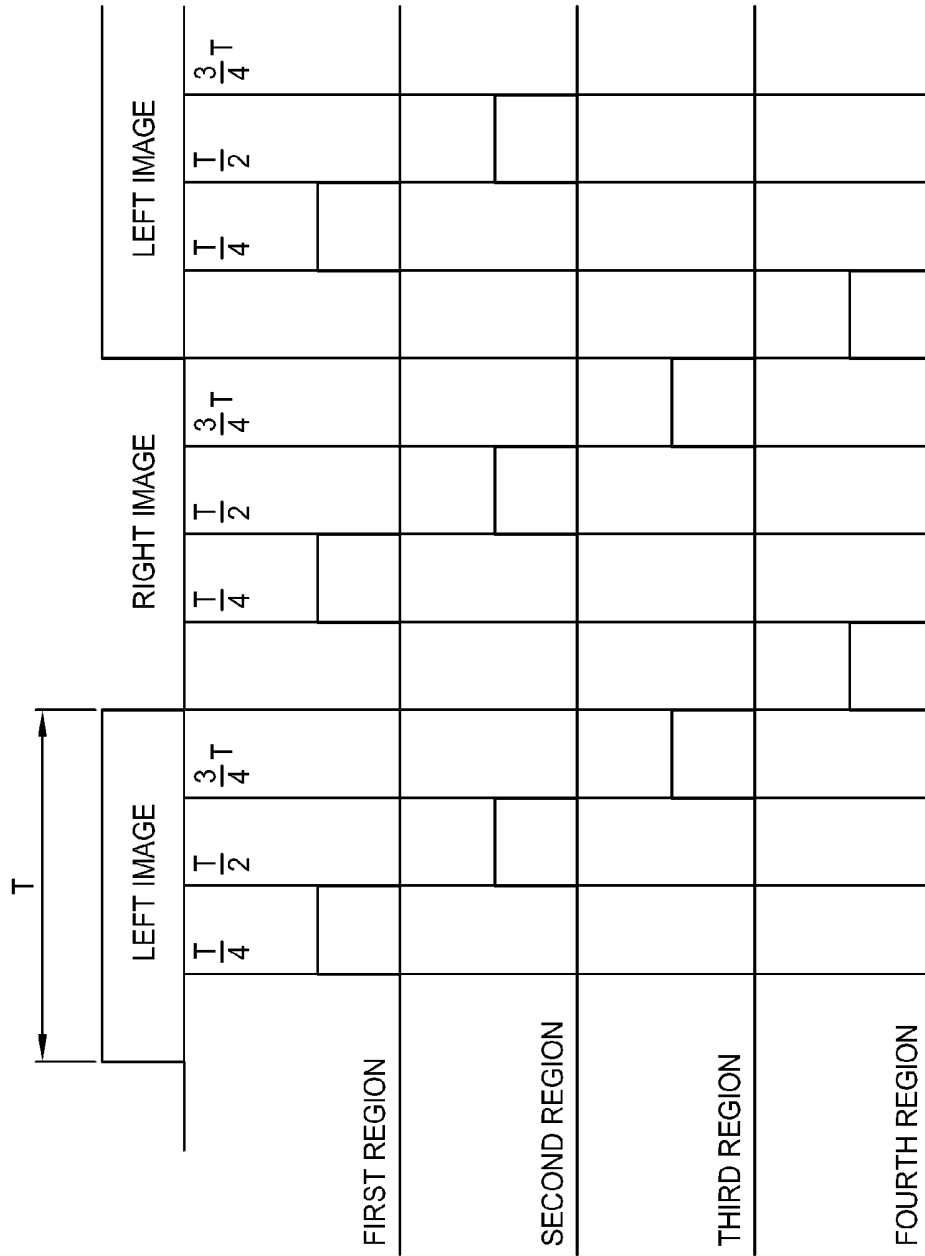 T
LEFT IMAGE
RIGHT IMAGE
LEFT IMAGE
T/4
T/2
3/4 T
T/4
T/2
3/4 T
T/4
T/2
3/4 T
FIRST REGION
SECOND REGION
THIRD REGION
FOURTH REGION